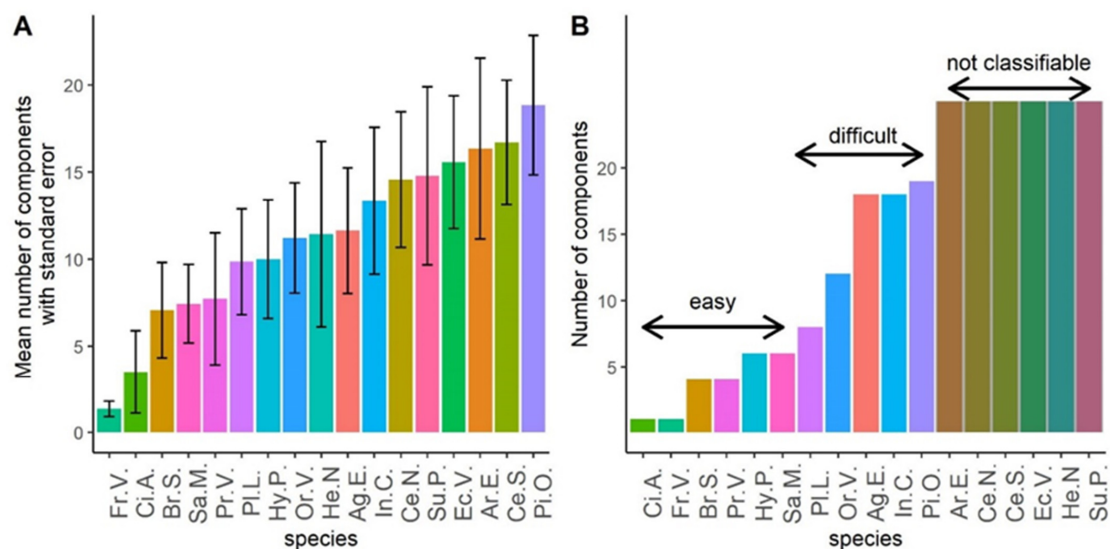 A
Mean number of components
with standard error
20
15
10
5
0
Fr.V.
Ci.A.
Br.S.
Sa.M.
Pr.V.
Pl.L.
Hy.P.
Or.V.
He.N
Ag.E.
In.C.
Ce.N.
Su.P.
Ec.V.
Ar.E.
Ce.S.
Pi.O.
species
B
Number of components
20
15
10
5
easy
difficult
not classifiable
Ci.A.
Fr.V.
Br.S.
Pr.V.
Hy.P.
Sa.M.
Pl.L.
Or.V.
Ag.E.
In.C.
Pi.O.
Ar.E.
Ce.N.
Ce.S.
Ec.V.
He.N
Su.P.
species